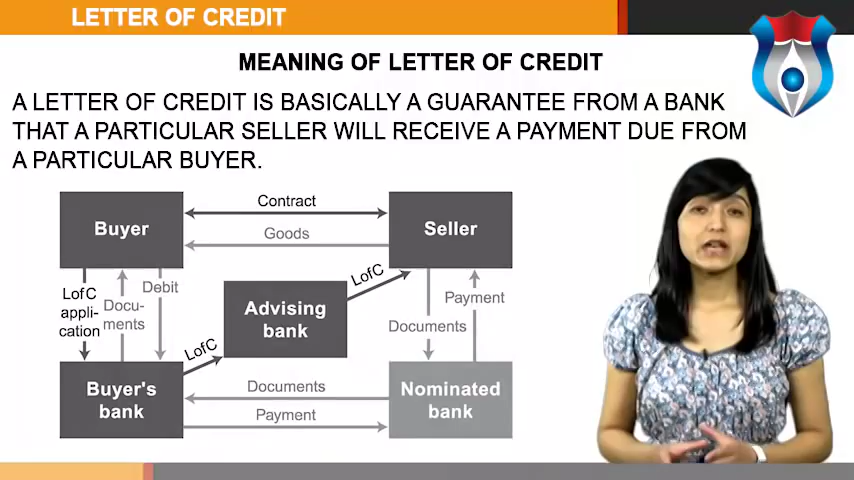 LETTER OF CREDIT
MEANING OF LETTER OF CREDIT
A LETTER OF CREDIT IS BASICALLY A GUARANTEE FROM A BANK
THAT A PARTICULAR SELLER WILL RECEIVE A PAYMENT DUE FROM
A PARTICULAR BUYER.
Contract
Buyer
Seller
Goods
LofC
appli-
cation
Docu-
ments
Debit
LofC
Advising
bank
Documents
Payment
LofC
Buyer's
bank
Documents
Payment
Nominated
bank